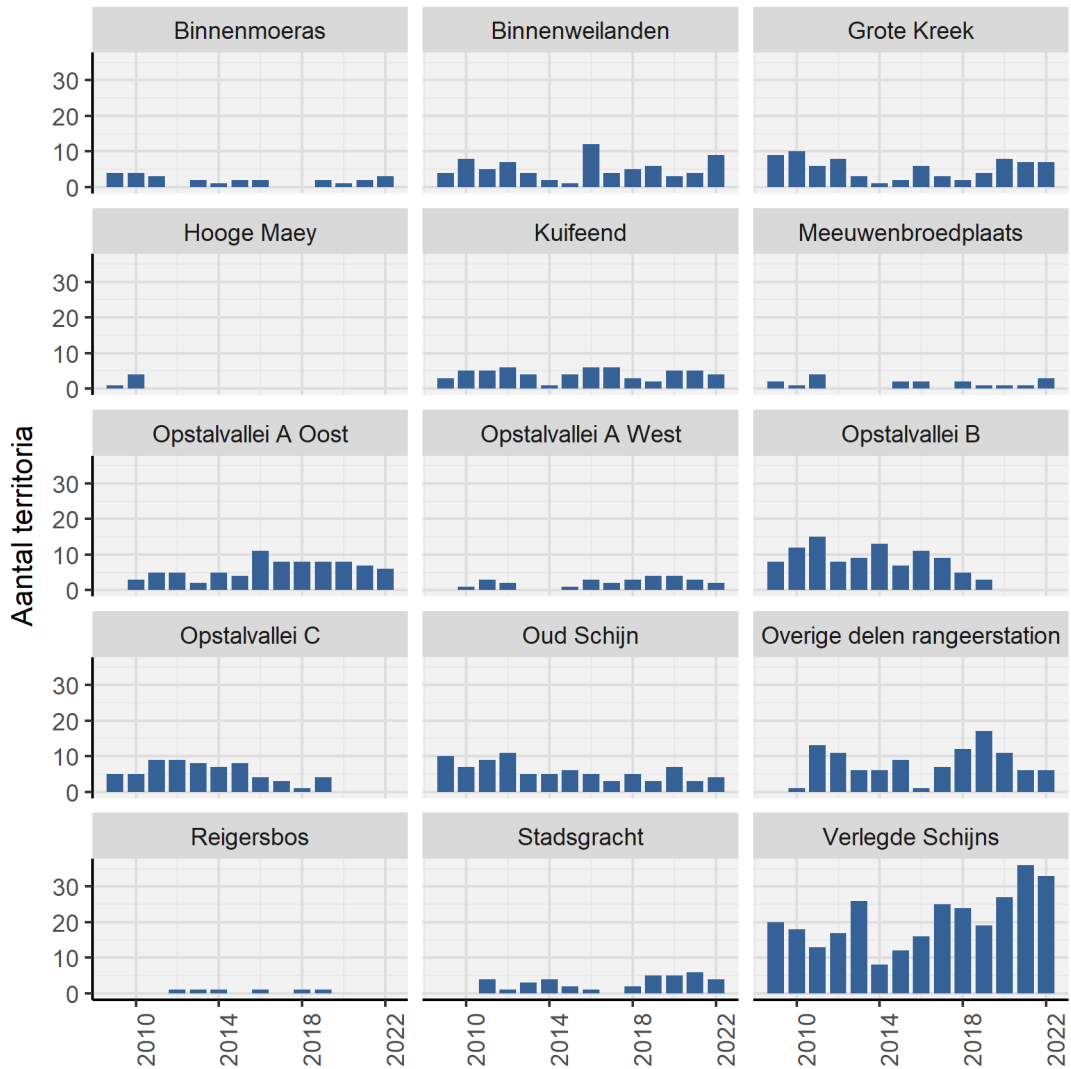 Binnenmoeras
Binnenweilanden
Grote Kreek
30
20
10
0
Hooge Maey
Kuifeend
Meeuwenbroedplaats
30
20
10
0
Opstalvallei A Oost
Opstalvallei A West
Opstalvallei B
30
20
10
0
Aantal territoria
Opstalvallei C
Oud Schijn
Overige delen rangeerstation
30
20
10
0
Reigersbos
Stadsgracht
Verlegde Schijns
30
20
10
0
2010
2014
2018
2022
2010
2014
2018
2022
2010
2014
2018
2022